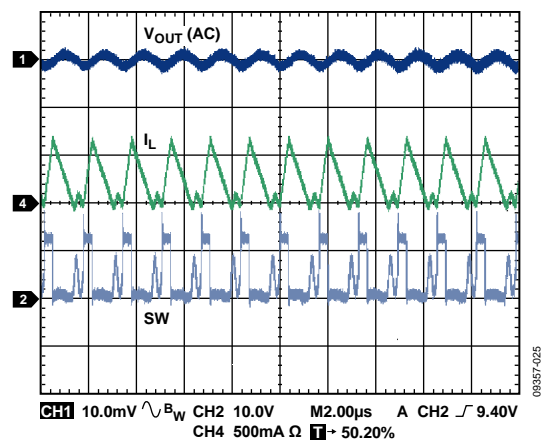 VOUT (AC)
1
IL
4
2
SW
CH1 10.0mV BW CH2 10.0V M2.00µs A CH2 9.40V
CH4 500mA Ω T 50.20%
09357-025